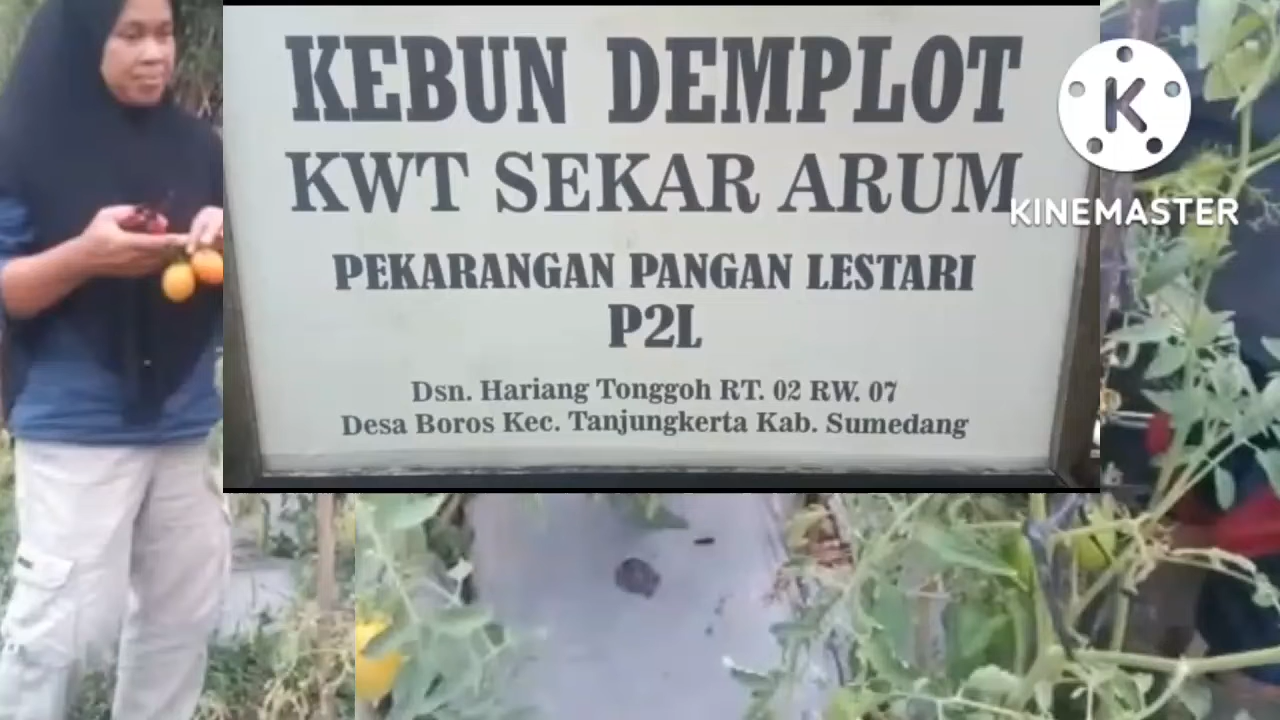 KEBUN DEMPLOT
KWT SEKAR ARUM
PEKARANGAN PANGAN LESTARI
P2L
Dsn. Hariang Tonggoh RT. 02 RW. 07
Desa Boros Kec. Tanjungkerta Kab. Sumedang
K
KINEMASTER